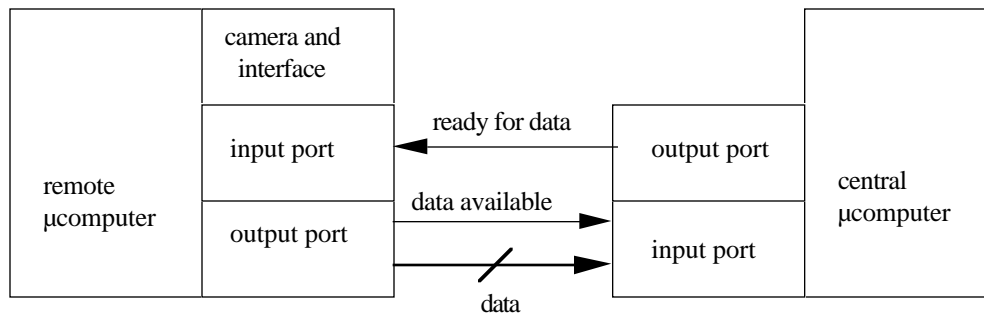 camera and
interface
ready for data
input port
output port
remote
µcomputer
central
µcomputer
data available
output port
input port
data